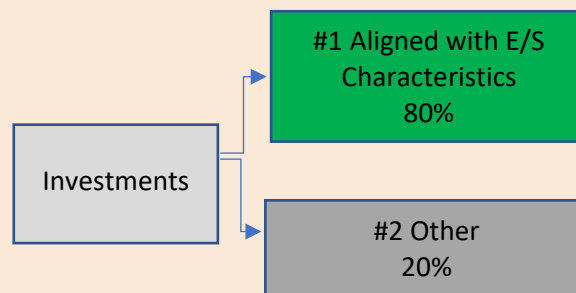 #1 Aligned with E/S
Characteristics
80%
Investments
#2 Other
20%